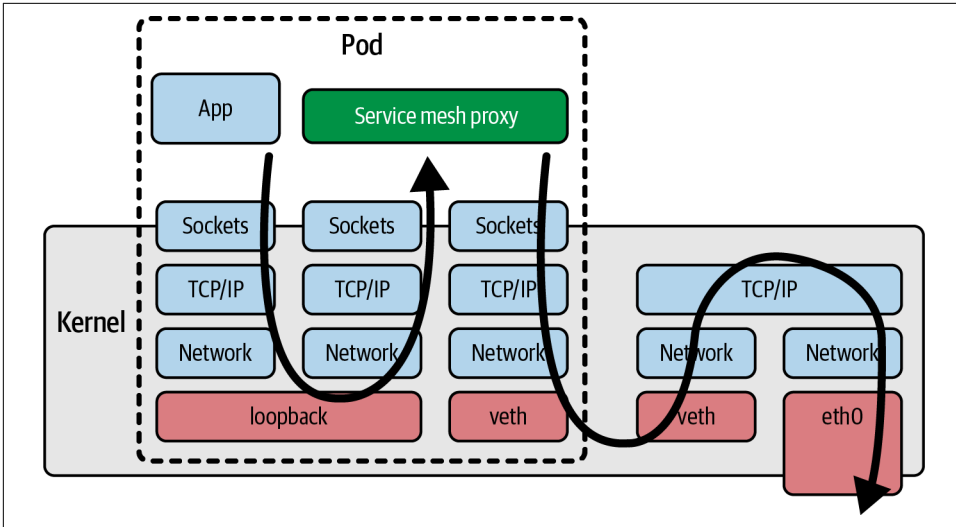 Pod
App
Service mesh proxy
Sockets
Sockets
Sockets
TCP/IP
TCP/IP
TCP/IP
TCP/IP
Kernel
Network
Network
Network
Network
Network
loopback
veth
veth
eth0